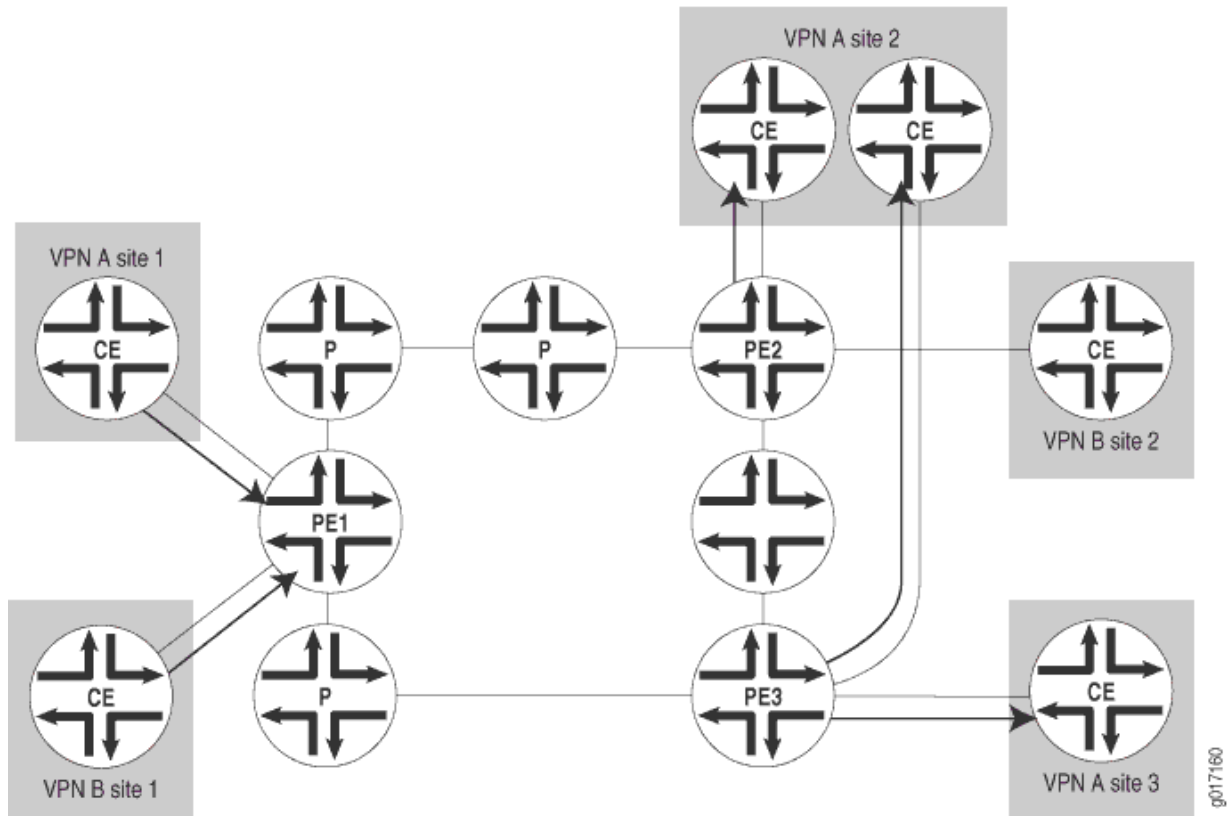 VPN A site 2
CE
CE
VPN A site 1
CE
P
P
PE2
CE
VPN B site 2
PE1
CE
P
PE3
CE
VPN B site 1
VPN A site 3
g017160